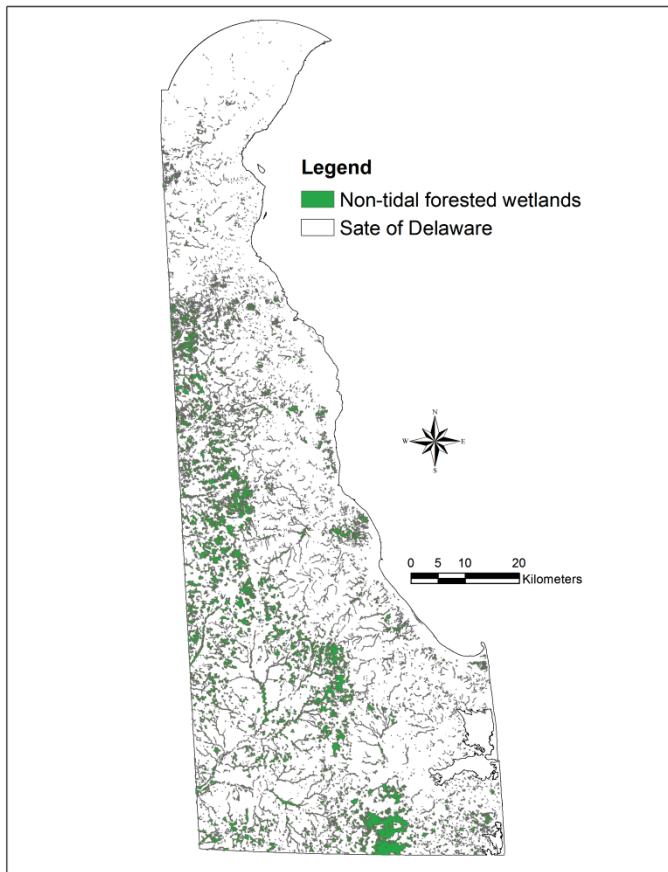 Legend
Non-tidal forested wetlands
Sate of Delaware
N
W E
S
0 5 10 20
Kilometers